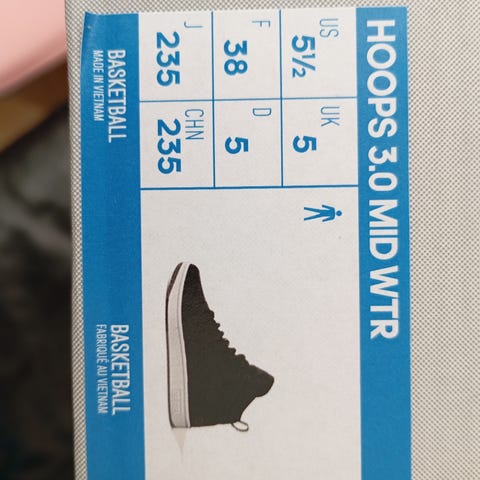 HOOPS 3.0 MID WTR
US
5½
UK
5
F
38
D
5
J
235
CHN
235
BASKETBALL
MADE IN VIETNAM
BASKETBALL
FABRIQUÉ AU VIETNAM